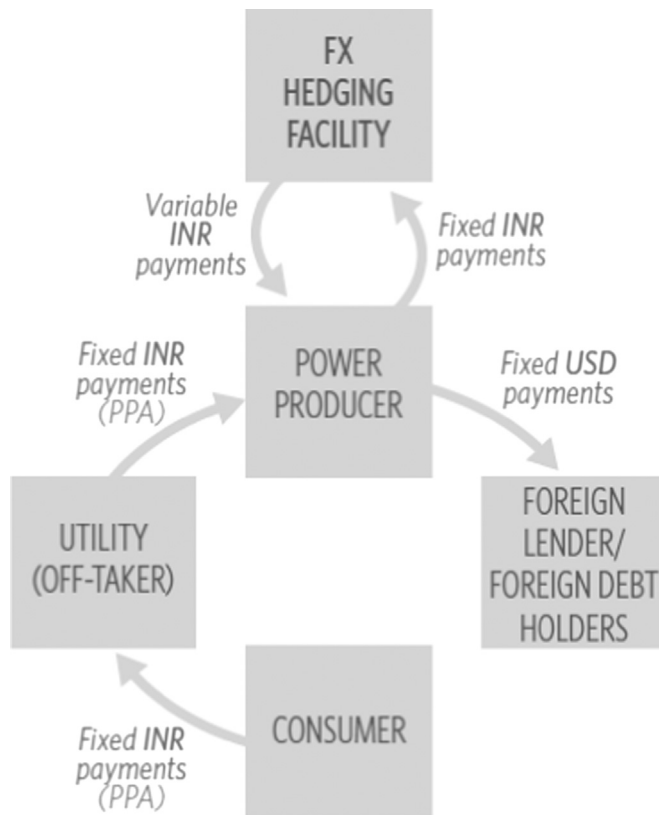 FX
HEDGING
FACILITY
Variable
INR
payments
Fixed INR
payments
Fixed INR
payments
(PPA)
POWER
PRODUCER
Fixed USD
payments
UTILITY
(OFF-TAKER)
FOREIGN
LENDER/
FOREIGN DEBT
HOLDERS
Fixed INR
payments
(PPA)
CONSUMER